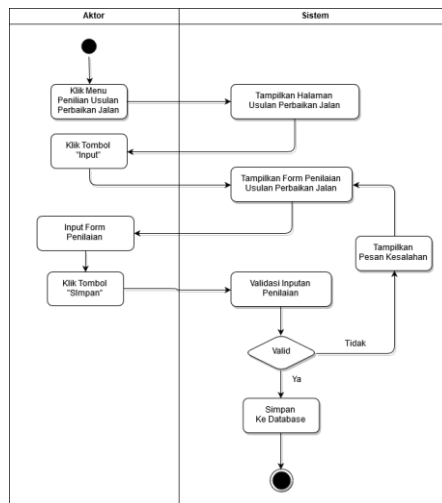 Aktor
Sistem
Klik Menu
Penilian Usulan
Perbaikan Jalan
Tampilkan Halaman
Usulan Perbaikan Jalan
Klik Tombol
"Input"
Tampilkan Form Penilaian
Usulan Perbaikan Jalan
Input Form
Penilaian
Tampilkan
Pesan Kesalahan
Klik Tombol
"SImpan"
Validasi Inputan
Penilaian
Valid
Tidak
Ya
Simpan
Ke Database